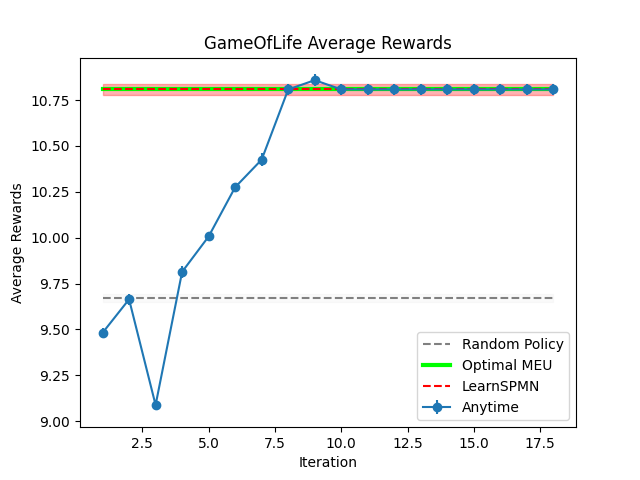 GameOfLife Average Rewards
Average Rewards
10.75
10.50
10.25
10.00
9.75
9.50
9.25
9.00
Random Policy
Optimal MEU
LearnSPMN
Anytime
2.5 5.0 7.5 10.0 12.5 15.0 17.5
Iteration